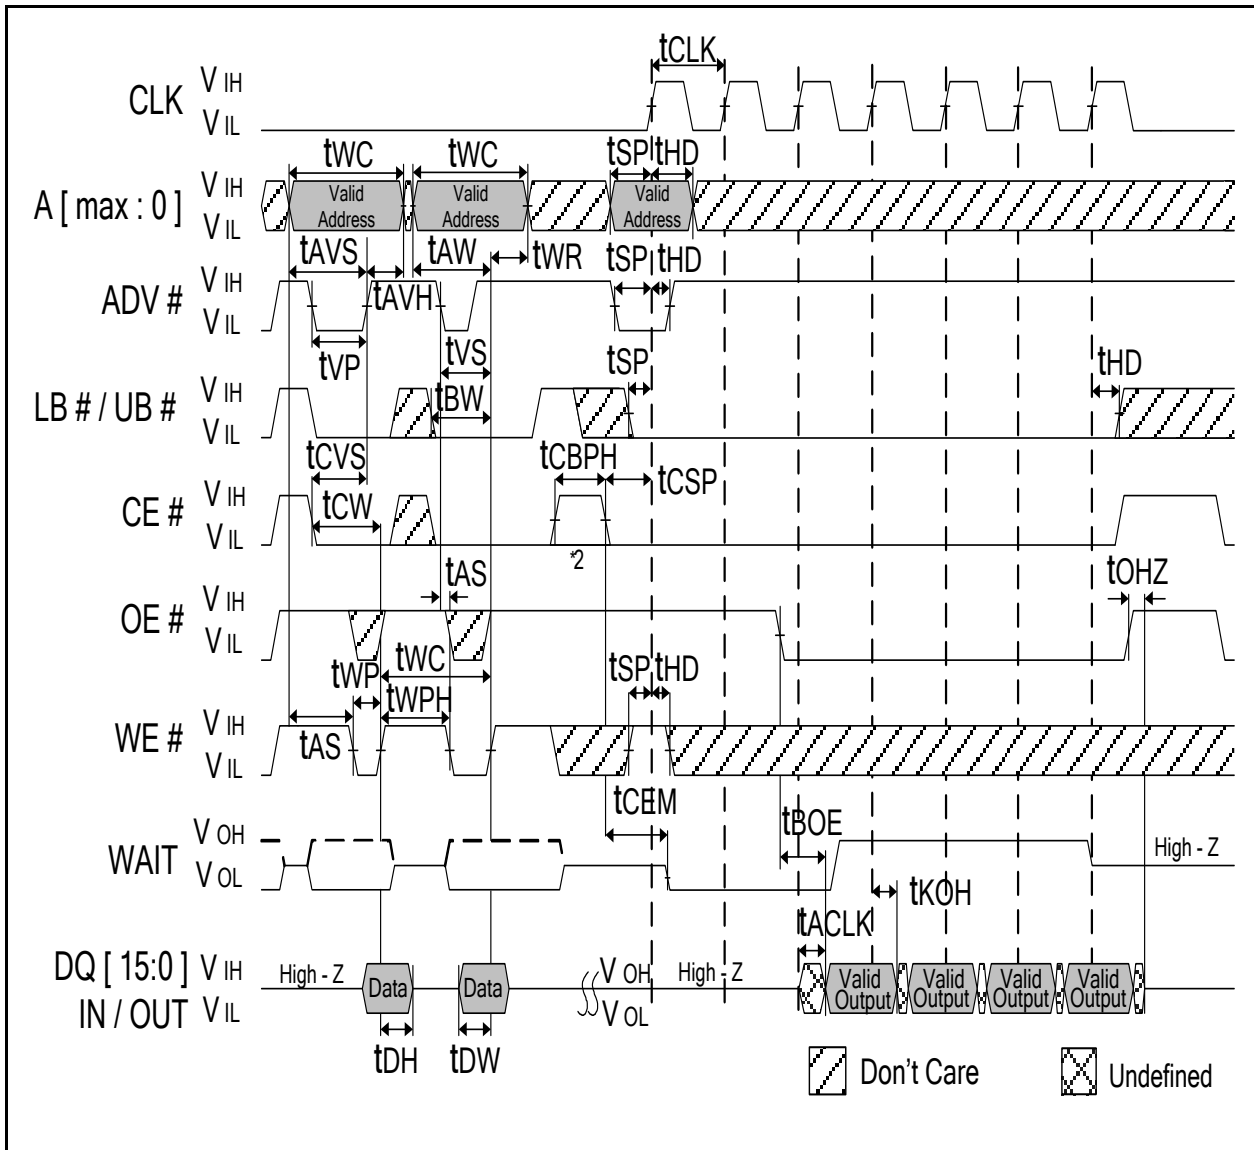 tCLK
CLK V IH
V IL
tWC tWC tSP tHD
A [ max : 0 ] V IH
V IL
Valid Address Valid Address Valid Address
tAVS tAW tWR tSP tHD
ADV # V IH
V IL
tAVH
tVP tVS tSP tHD
LB # / UB # V IH
V IL
tBW
tCVS tCBPH tCSP
CE # V IH
V IL
tCW
*2
tAS tOHZ
OE # V IH
V IL
tWP tWC tSP tHD
tWPH
WE # V IH
V IL
tAS
tCEM tBOE
WAIT V OH
V OL
High - Z
tKOH
tACLK
DQ [ 15:0 ] V IH
IN / OUT V IL
High - Z Data Data V OH High - Z Valid Output Valid Output Valid Output Valid Output
V OL
tDH tDW
Don't Care Undefined